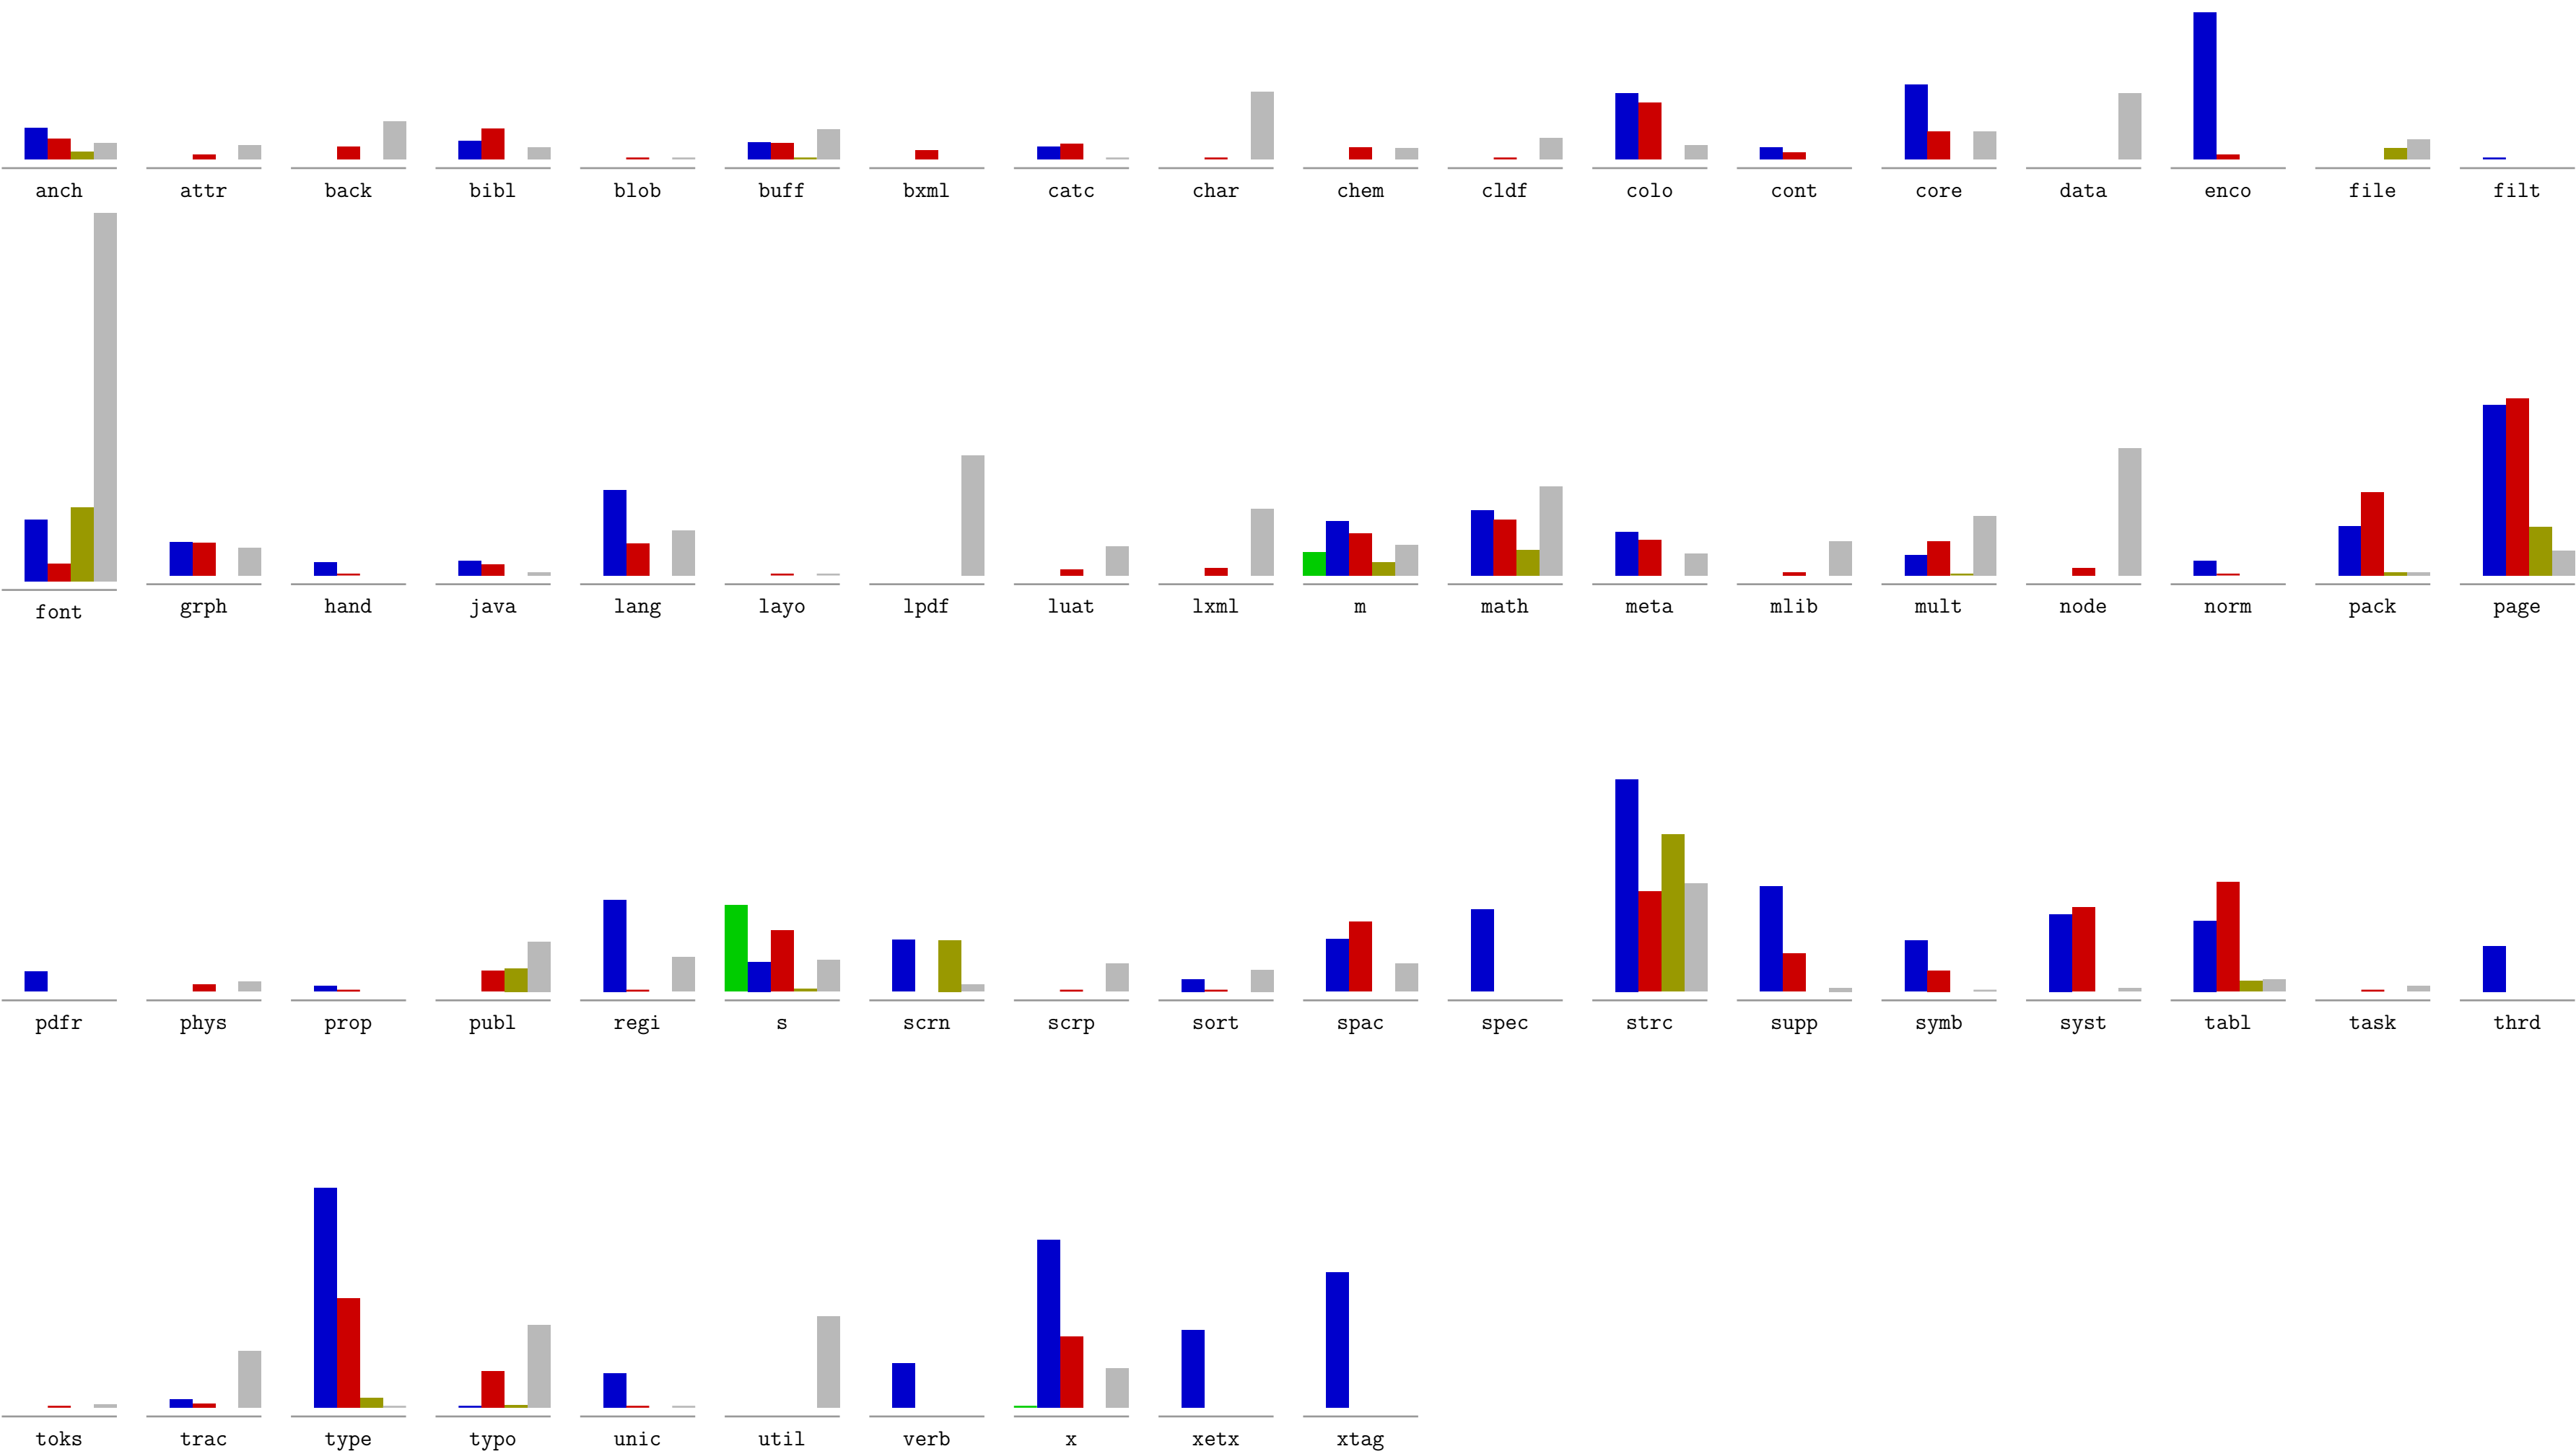 anch attr back bibl blob buff bxml catc char chem cldf colo cont core data enco file filt
font grph hand java lang layo lpdf luat lxml m math meta mlib mult node norm pack page
pdfr phys prop publ regi s scrn scrp sort spac spec strc supp symb syst tabl task thrd
toks trac type typo unic util verb x xetx xtag